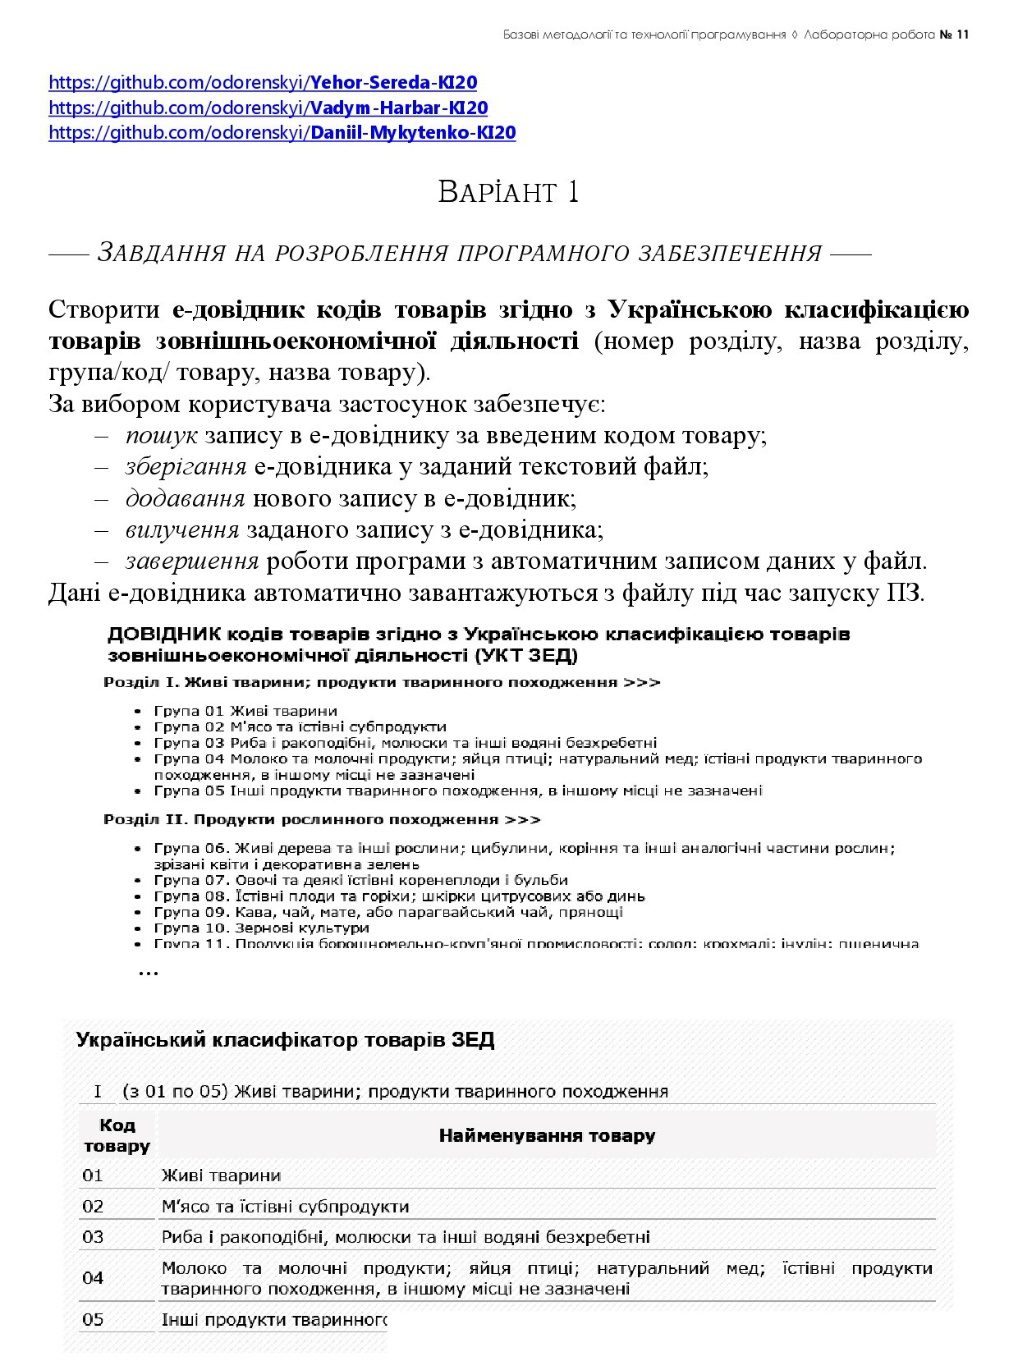 Базові методології та технології програмування ◊ Лабораторна робота № 11
https://github.com/odorenskyi/Yehor-Sereda-KI20
https://github.com/odorenskyi/Vadym-Harbar-KI20
https://github.com/odorenskyi/Daniil-Mykytenko-KI20
Варіант 1
—— Завдання на розроблення програмного забезпечення ——
Створити е-довідник кодів товарів згідно з Українською класифікацією
товарів зовнішньоекономічної діяльності (номер розділу, назва розділу,
група/код/ товару, назва товару).
За вибором користувача застосунок забезпечує:
– пошук запису в е-довіднику за введеним кодом товару;
– зберігання е-довідника у заданий текстовий файл;
– додавання нового запису в е-довідник;
– вилучення заданого запису з е-довідника;
– завершення роботи програми з автоматичним записом даних у файл.
Дані е-довідника автоматично завантажуються з файлу під час запуску ПЗ.
ДОВІДНИК кодів товарів згідно з Українською класифікацією товарів
зовнішньоекономічної діяльності (УКТ ЗЕД)
Розділ I. Живі тварини; продукти тваринного походження >>>
• Група 01 Живі тварини
• Група 02 М'ясо та їстівні субпродукти
• Група 03 Риба і ракоподібні, молюски та інші водяні безхребетні
• Група 04 Молоко та молочні продукти; яйця птиці; натуральний мед; їстівні продукти тваринного
походження, в іншому місці не зазначені
• Група 05 Інші продукти тваринного походження, в іншому місці не зазначені
Розділ II. Продукти рослинного походження >>>
• Група 06. Живі дерева та інші рослини; цибулини, коріння та інші аналогічні частини рослин;
зрізані квіти і декоративна зелень
• Група 07. Овочі та деякі їстівні коренеплоди і бульби
• Група 08. Їстівні плоди та горіхи; шкірки цитрусових або динь
• Група 09. Кава, чай, мате, або парагвайський чай, прянощі
• Група 10. Зернові культури
• Група 11. Продукція борошномельно-круп'яної промисловості; солод; крохмалі; інулін; пшенична
...
Український класифікатор товарів ЗЕД
I (з 01 по 05) Живі тварини; продукти тваринного походження
Код
товару
Найменування товару
01 Живі тварини
02 М’ясо та їстівні субпродукти
03 Риба і ракоподібні, молюски та інші водяні безхребетні
04 Молоко та молочні продукти; яйця птиці; натуральний мед; їстівні продукти
тваринного походження, в іншому місці не зазначені
05 Інші продукти тваринного